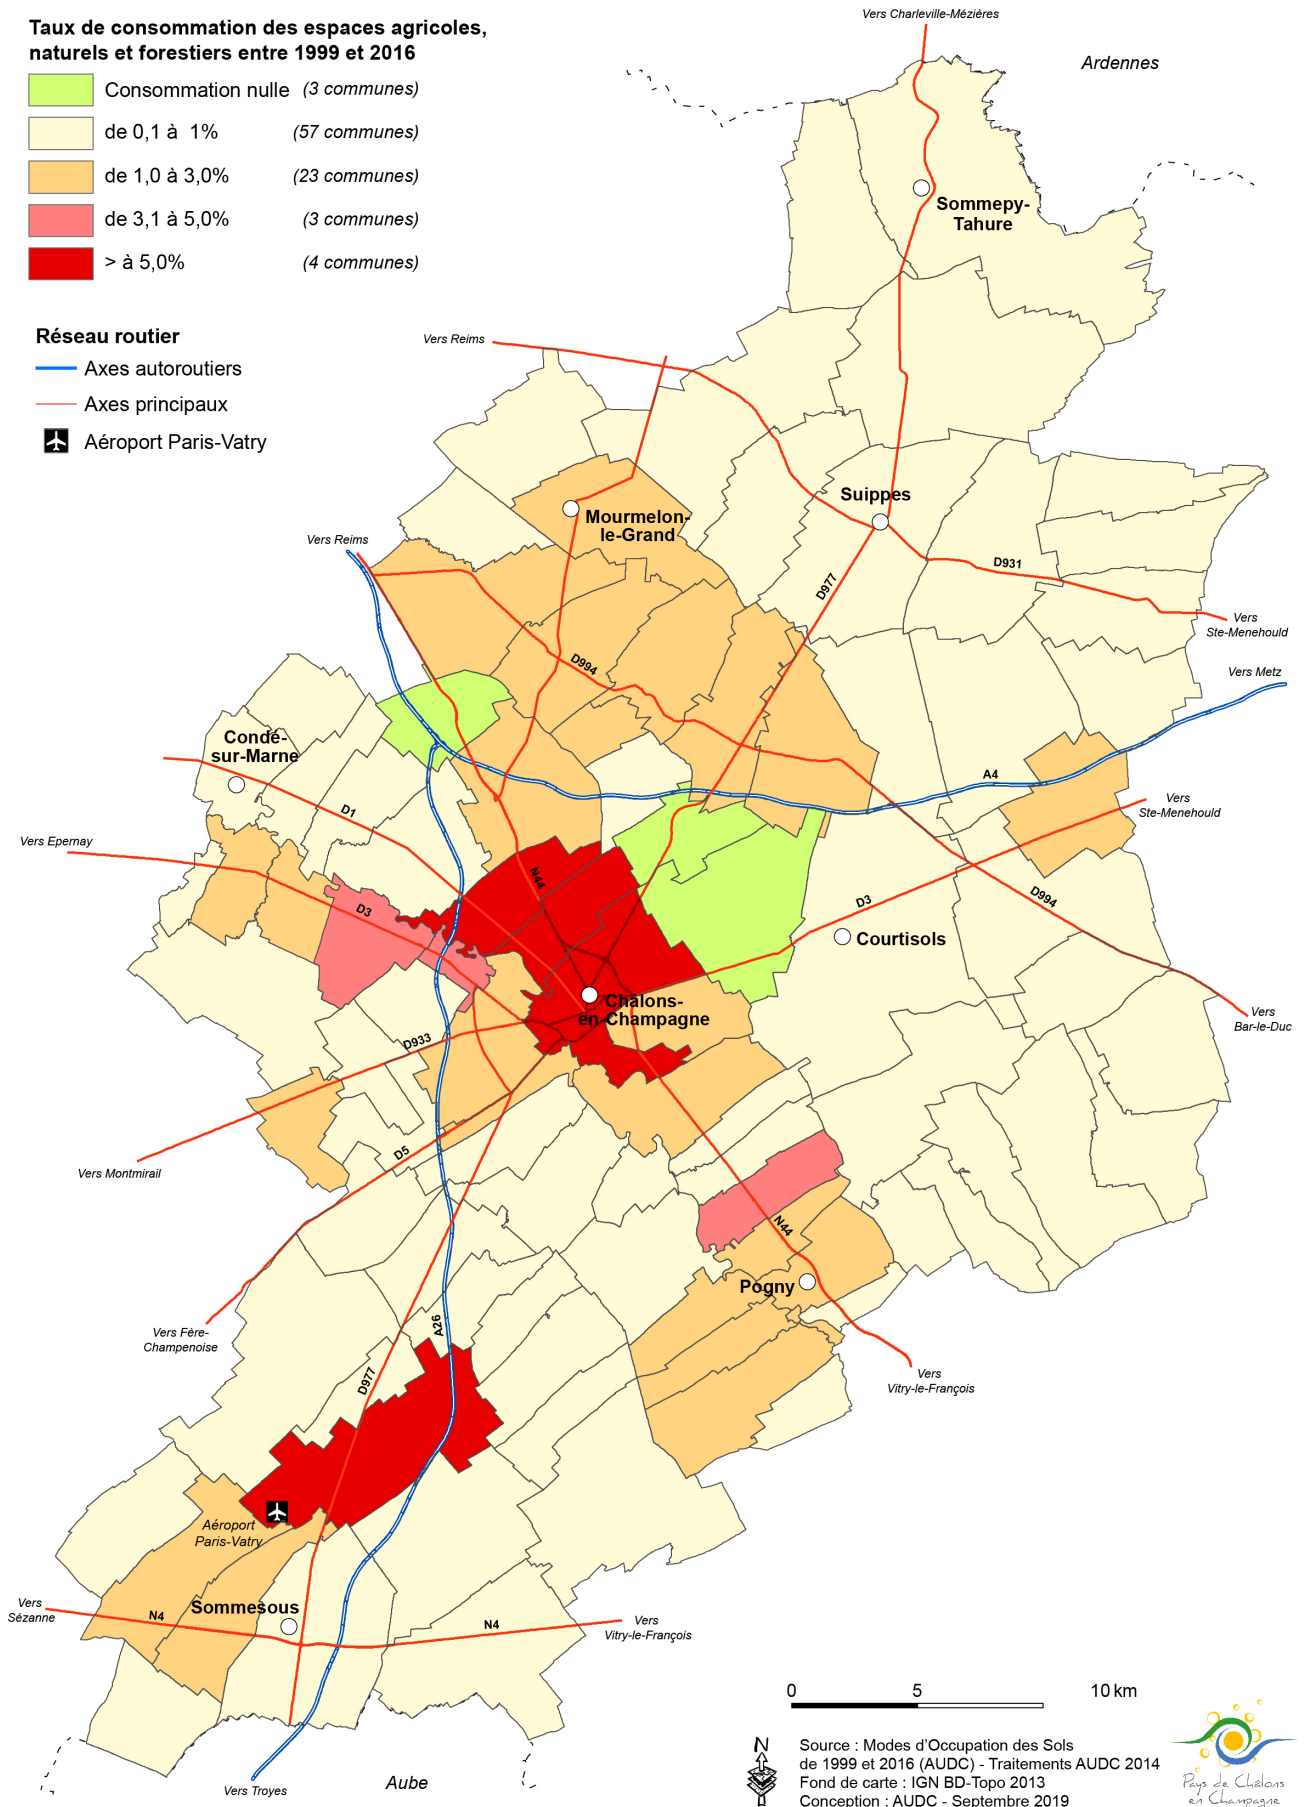 Taux de consommation des espaces agricoles,
naturels et forestiers entre 1999 et 2016
Consommation nulle (3 communes)
de 0,1 à 1% (57 communes)
de 1,0 à 3,0% (23 communes)
de 3,1 à 5,0% (3 communes)
> à 5,0% (4 communes)
Réseau routier
Axes autoroutiers
Axes principaux
Aéroport Paris-Vatry
Vers Charleville-Mézières
Ardennes
Sommepy-
Tahure
Vers Reims
Suippes
Mourmelon-
le-Grand
Vers Reims
D931
D977
Vers
Ste-Menehould
D994
Vers Metz
Condé-
sur-Marne
A4
Vers
Ste-Menehould
D1
Vers Epernay
N44
D3
D3
D994
Courtisols
Châlons-
en-Champagne
Vers
Bar-le-Duc
D933
D5
Vers Montmirail
N44
Pogny
Vers Fère-
Champenoise
A26
D977
Vers
Vitry-le-François
Aéroport
Paris-Vatry
Vers
Sézanne
N4
Sommesous
N4
Vers
Vitry-le-François
Vers Troyes
Aube
0 5 10 km
N
Source : Modes d'Occupation des Sols
de 1999 et 2016 (AUDC) - Traitements AUDC 2014
Fond de carte : IGN BD-Topo 2013
Conception : AUDC - Septembre 2019
Pays de Châlons
en Champagne